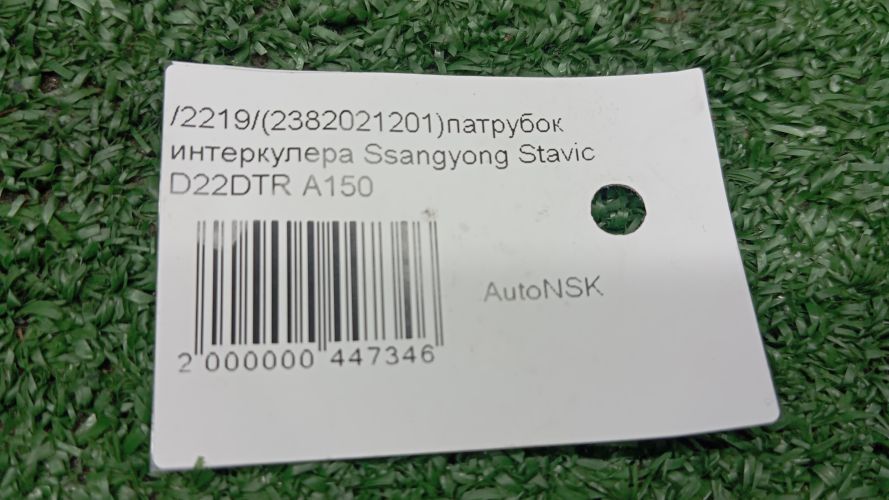 /2219/(2382021201)патрубок
интеркулера Ssangyong Stavic
D22DTR A150
AutoNSK
2 000000 447346